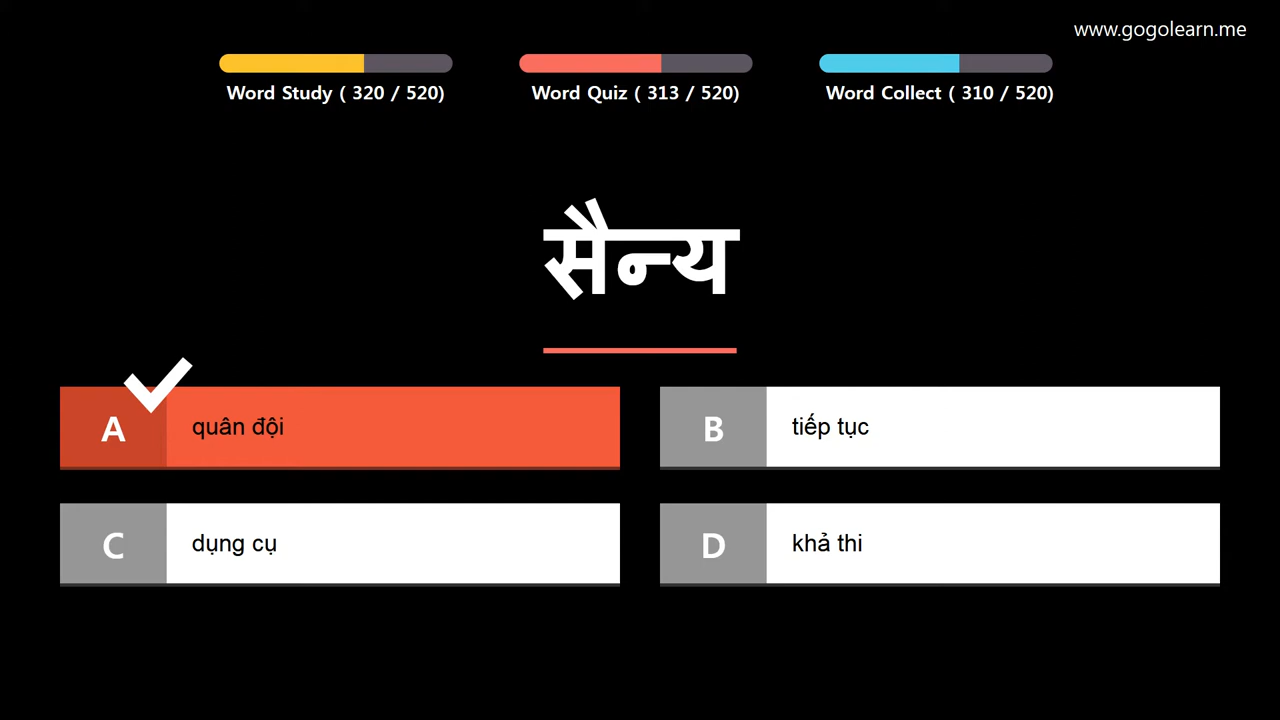 www.gogolearn.me
Word Study ( 320 / 520)
Word Quiz ( 313 / 520)
Word Collect ( 310 / 520)
सैन्य
A quân đội
B tiếp tục
C dụng cụ
D khả thi